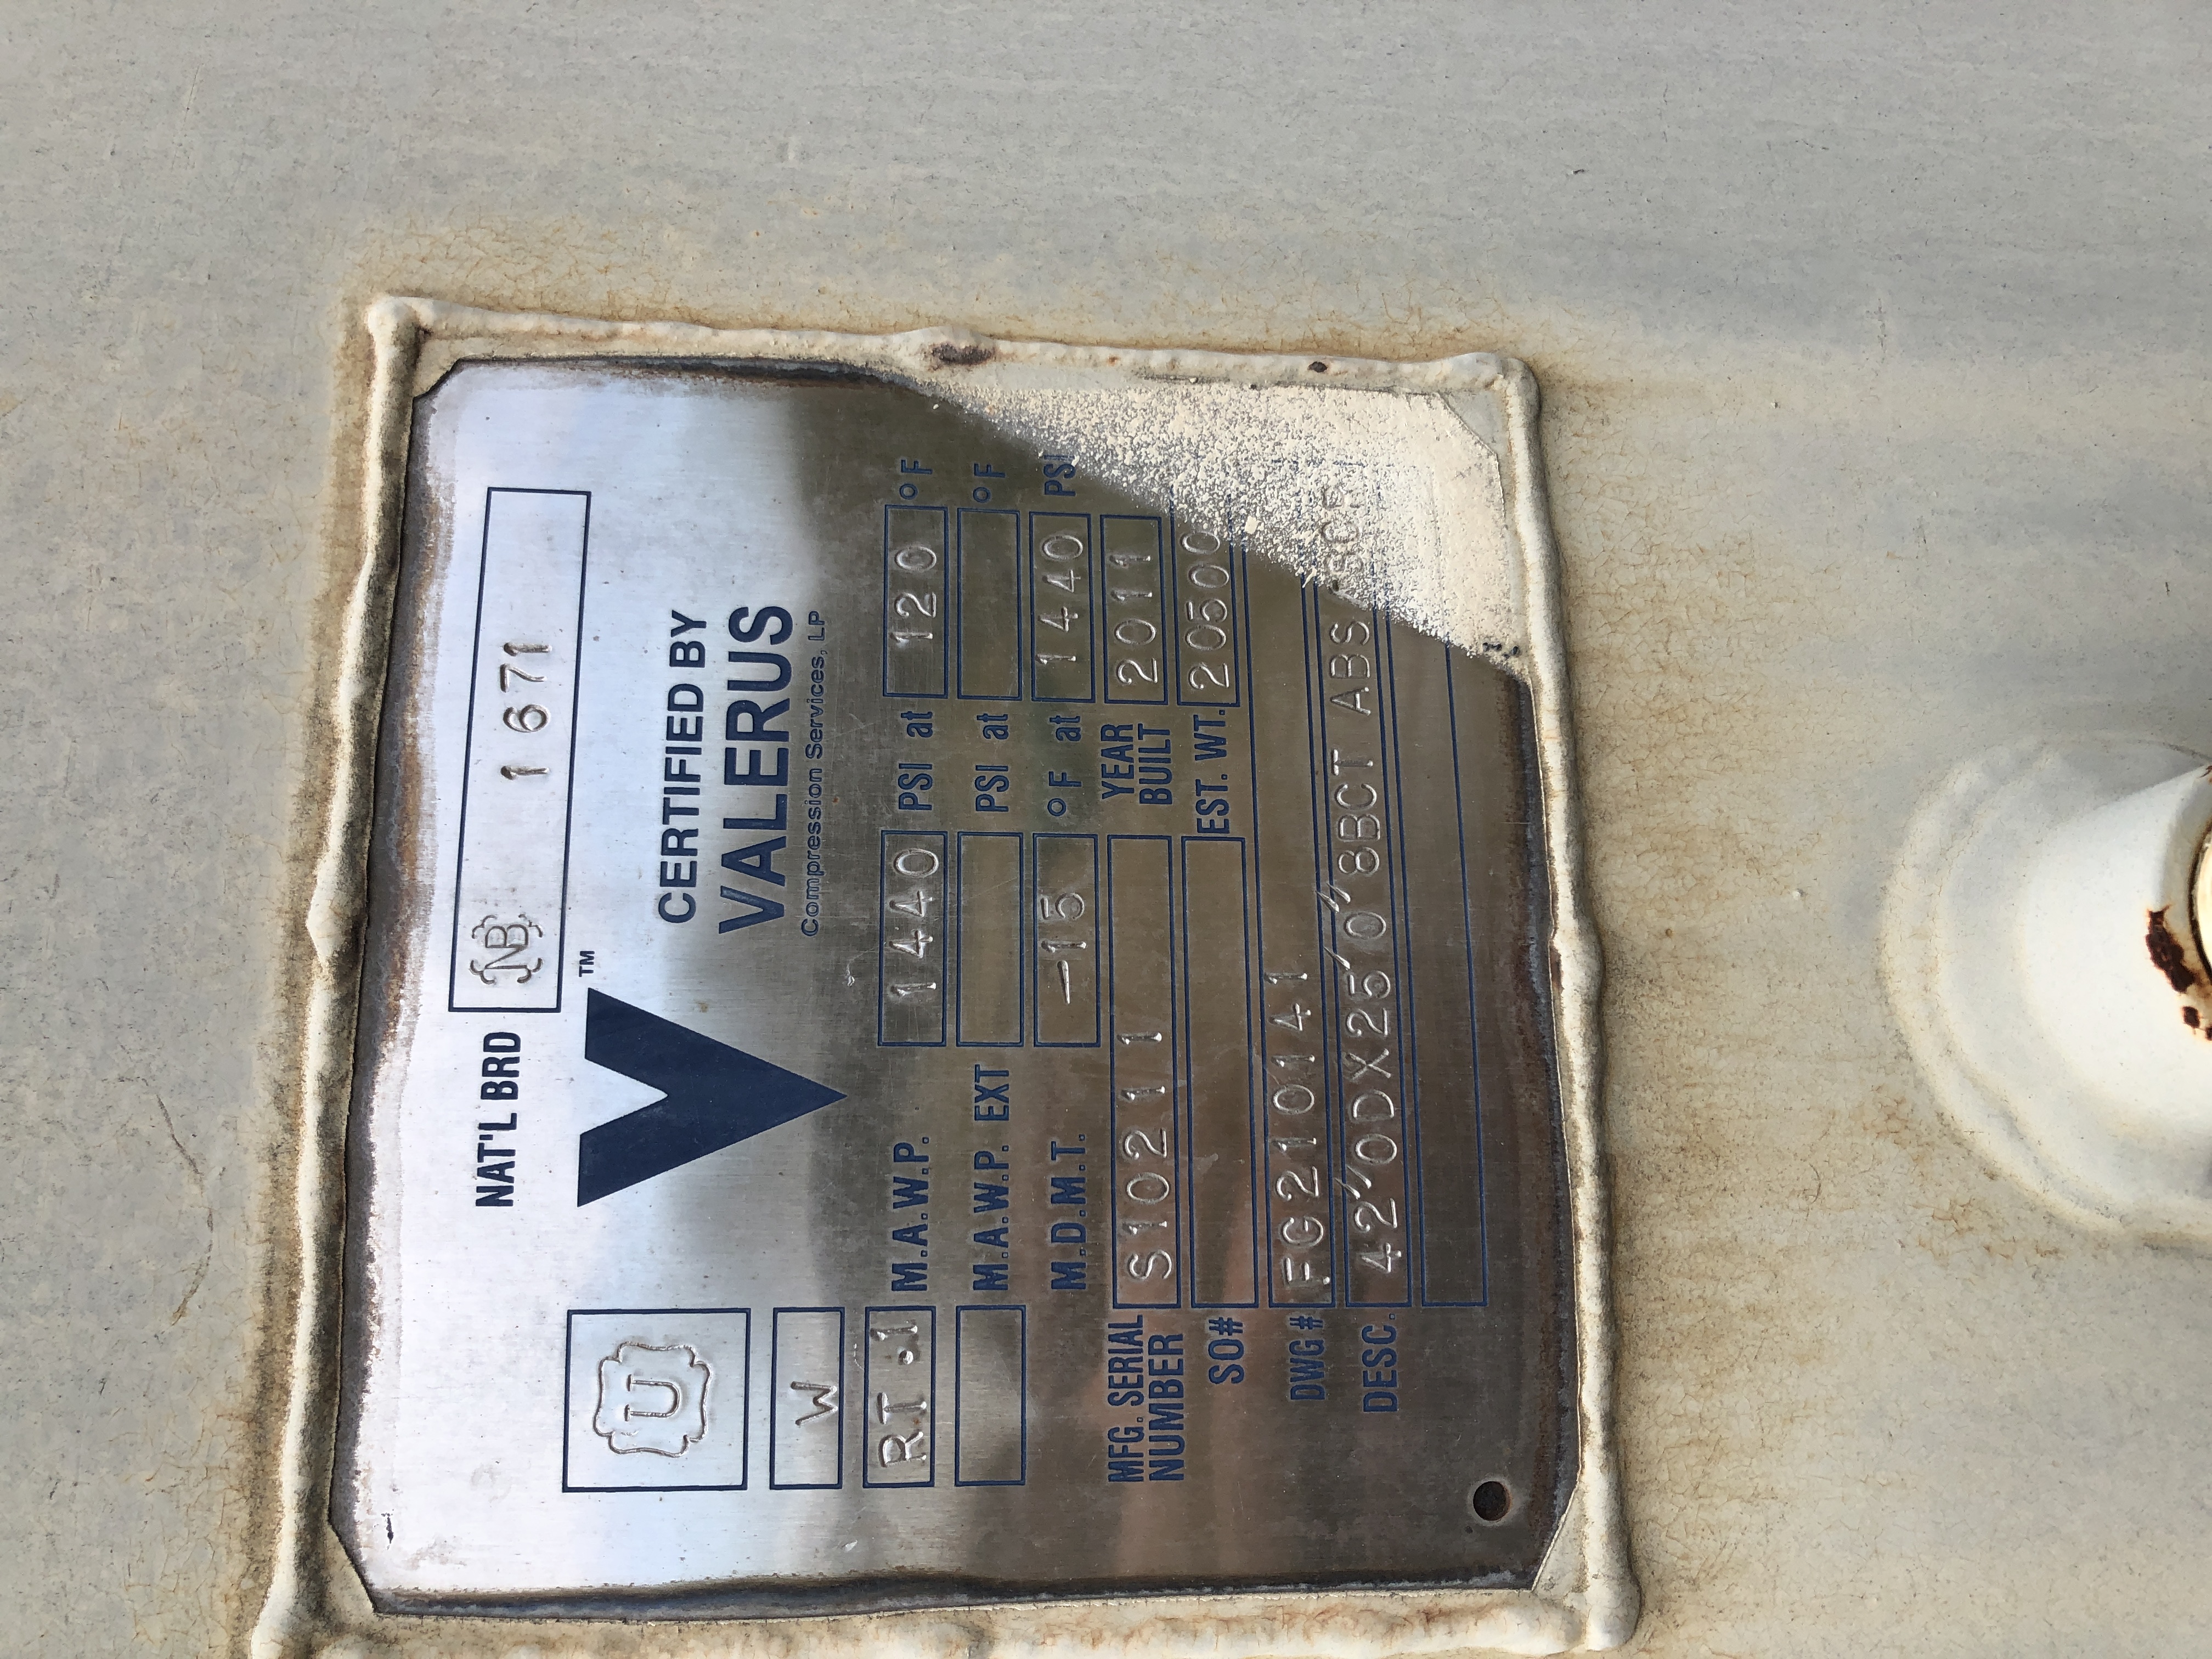 NAT'L BRD NB 1671
™
CERTIFIED BY
VALERUS
Compression Services, LP
U
W
RT.1
M.A.W.P. 1440 PSI at 120 °F
M.A.W.P. EXT PSI at °F
M.D.M.T. -15 °F at 1440 PSI
MFG. SERIAL NUMBER S10211 YEAR BUILT 2011
SO# EST. WT. 20500
DWG # FG210141
DESC. 42"ODX25'0"8BCT ABS